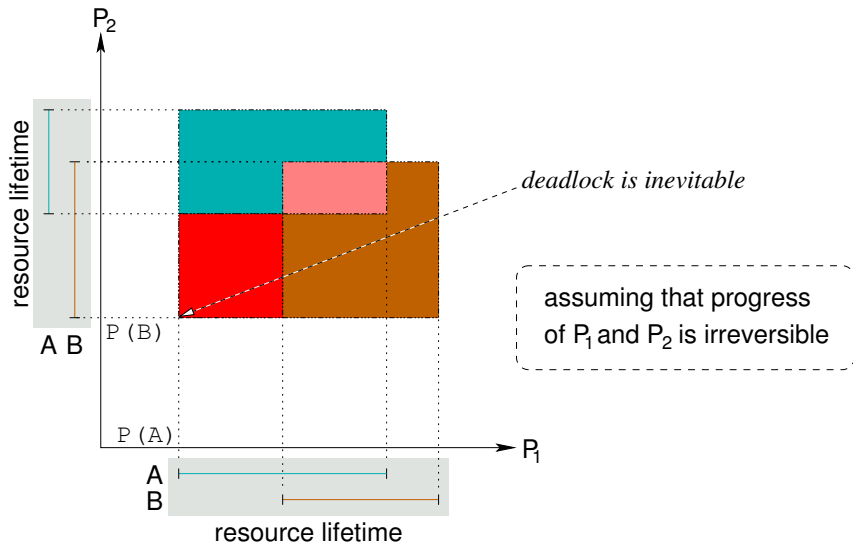 P2
resource lifetime
A B
P (B)
P (A)
deadlock is inevitable
assuming that progress
of P1 and P2 is irreversible
P1
A
B
resource lifetime